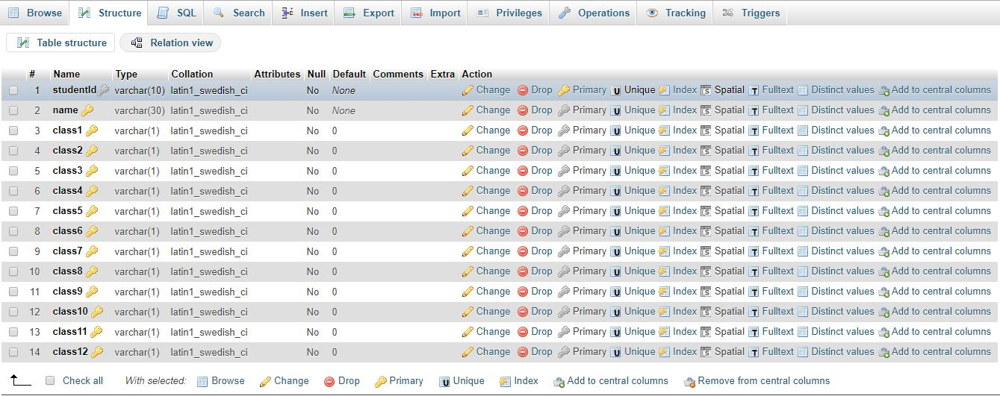 Browse Structure SQL Search Insert Export Import Privileges Operations Tracking Triggers
Table structure Relation view
# Name Type Collation Attributes Null Default Comments Extra Action
1 studentId varchar(10) latin1_swedish_ci No None Change Drop Primary Unique Index Spatial Fulltext Distinct values Add to central columns
2 name varchar(30) latin1_swedish_ci No None Change Drop Primary Unique Index Spatial Fulltext Distinct values Add to central columns
3 class1 varchar(1) latin1_swedish_ci No 0 Change Drop Primary Unique Index Spatial Fulltext Distinct values Add to central columns
4 class2 varchar(1) latin1_swedish_ci No 0 Change Drop Primary Unique Index Spatial Fulltext Distinct values Add to central columns
5 class3 varchar(1) latin1_swedish_ci No 0 Change Drop Primary Unique Index Spatial Fulltext Distinct values Add to central columns
6 class4 varchar(1) latin1_swedish_ci No 0 Change Drop Primary Unique Index Spatial Fulltext Distinct values Add to central columns
7 class5 varchar(1) latin1_swedish_ci No 0 Change Drop Primary Unique Index Spatial Fulltext Distinct values Add to central columns
8 class6 varchar(1) latin1_swedish_ci No 0 Change Drop Primary Unique Index Spatial Fulltext Distinct values Add to central columns
9 class7 varchar(1) latin1_swedish_ci No 0 Change Drop Primary Unique Index Spatial Fulltext Distinct values Add to central columns
10 class8 varchar(1) latin1_swedish_ci No 0 Change Drop Primary Unique Index Spatial Fulltext Distinct values Add to central columns
11 class9 varchar(1) latin1_swedish_ci No 0 Change Drop Primary Unique Index Spatial Fulltext Distinct values Add to central columns
12 class10 varchar(1) latin1_swedish_ci No 0 Change Drop Primary Unique Index Spatial Fulltext Distinct values Add to central columns
13 class11 varchar(1) latin1_swedish_ci No 0 Change Drop Primary Unique Index Spatial Fulltext Distinct values Add to central columns
14 class12 varchar(1) latin1_swedish_ci No 0 Change Drop Primary Unique Index Spatial Fulltext Distinct values Add to central columns
Check all With selected: Browse Change Drop Primary Unique Index Add to central columns Remove from central columns